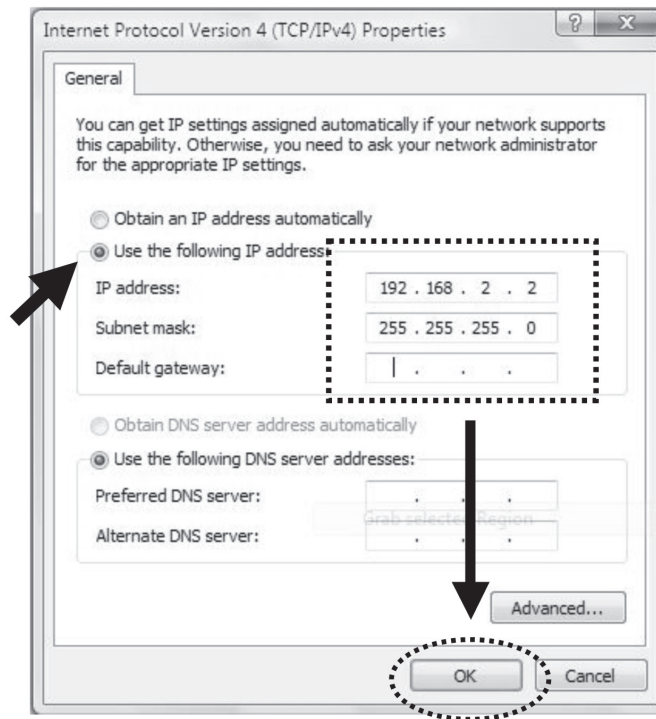 Internet Protocol Version 4 (TCP/IPv4) Properties
General
You can get IP settings assigned automatically if your network supports
this capability. Otherwise, you need to ask your network administrator
for the appropriate IP settings.
Obtain an IP address automatically
Use the following IP address:
IP address: 192 . 168 . 2 . 2
Subnet mask: 255 . 255 . 255 . 0
Default gateway: . . .
Obtain DNS server address automatically
Use the following DNS server addresses:
Preferred DNS server: . . .
Grab selected Region
Alternate DNS server: . . .
Advanced...
OK Cancel